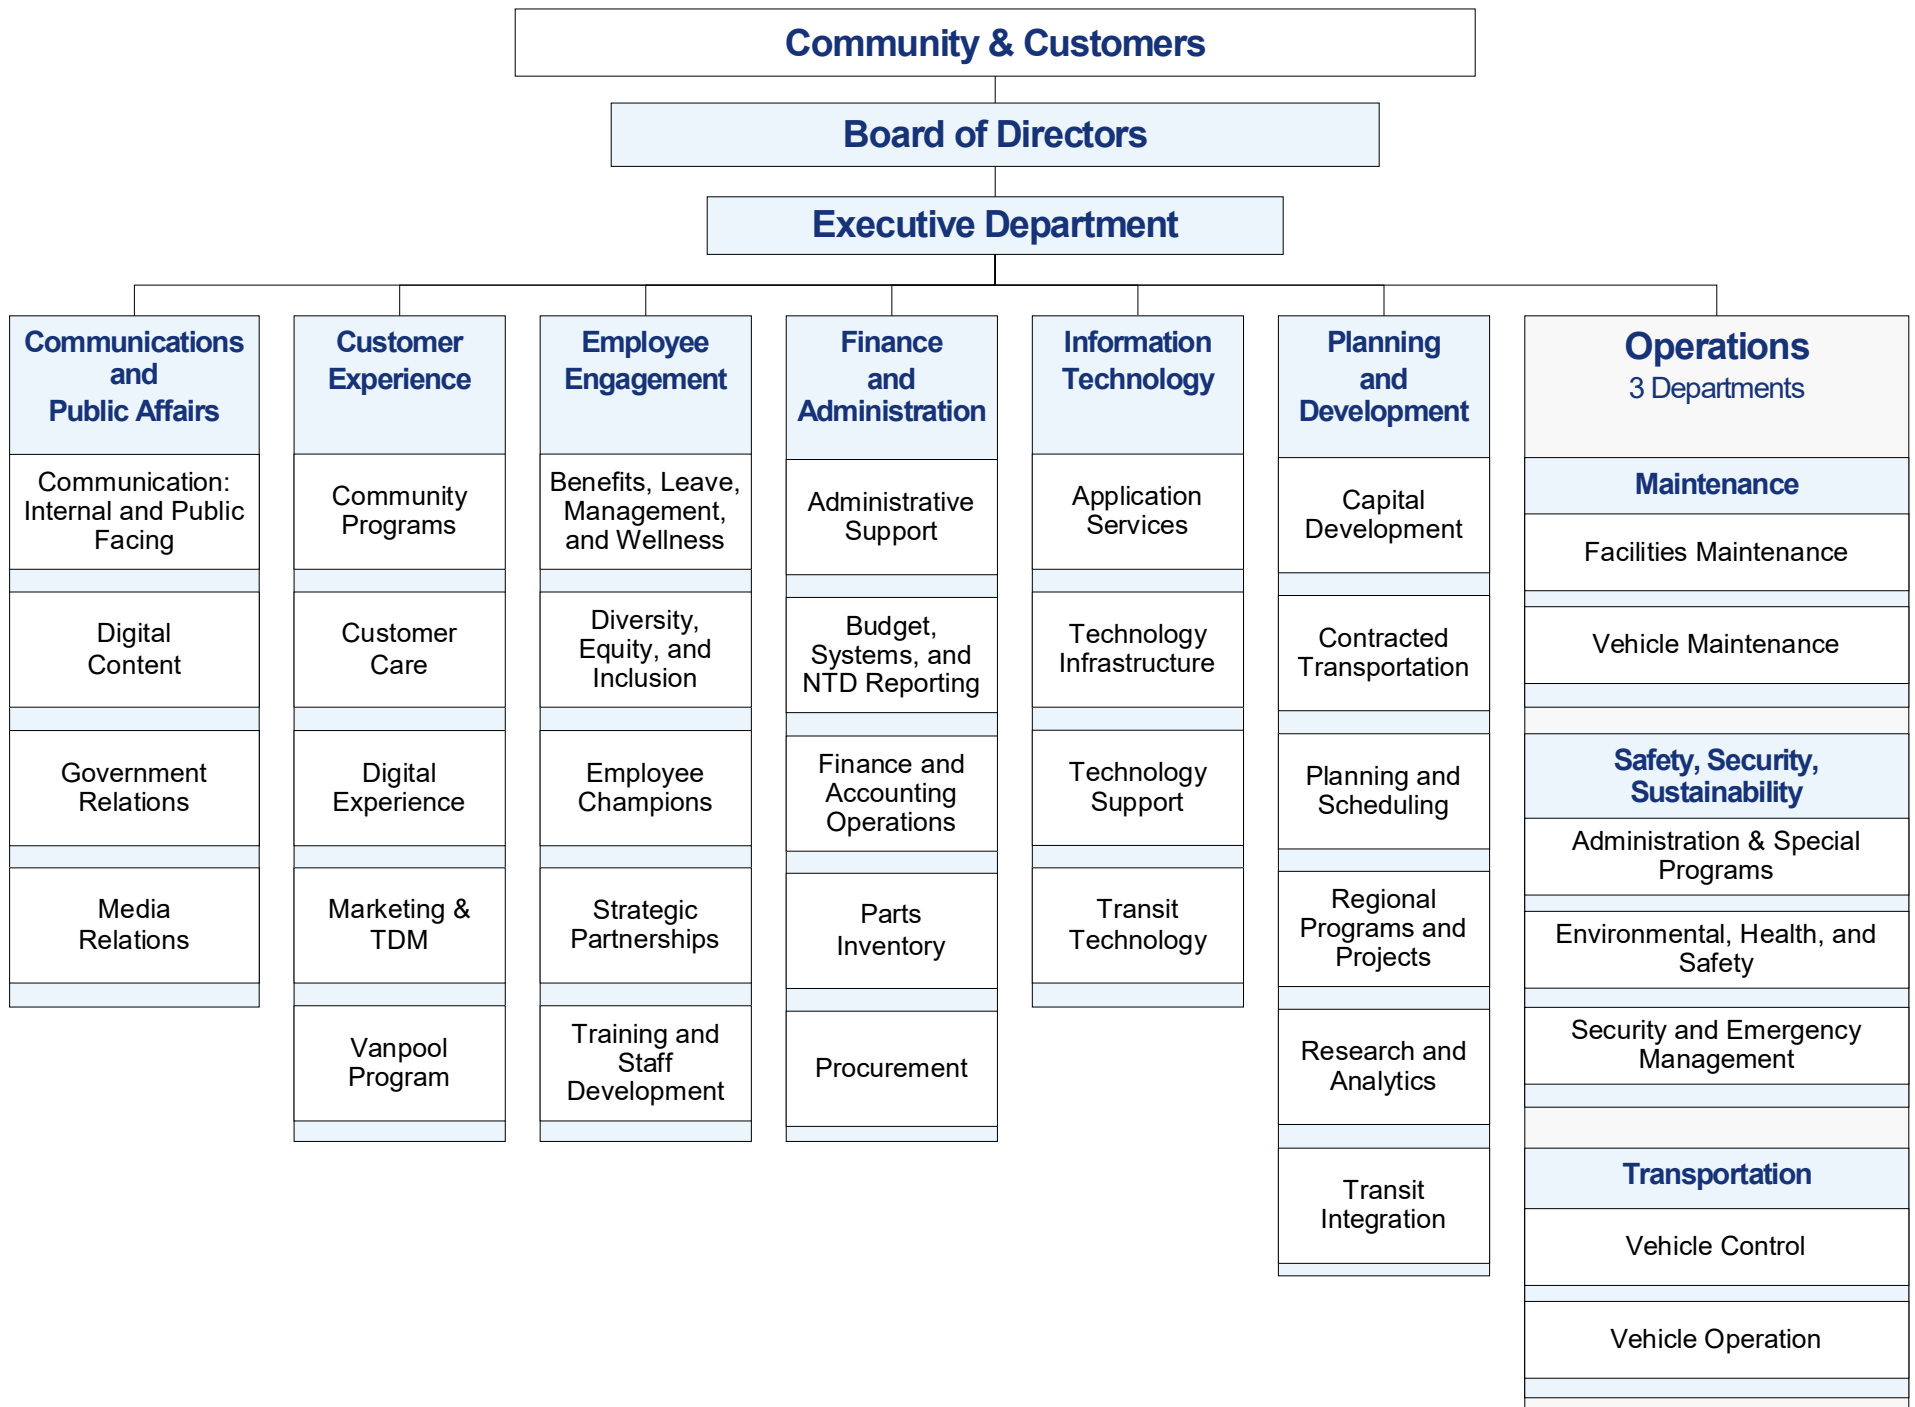 Community & Customers
Board of Directors
Executive Department
Communications
and
Public Affairs
Communication:
Internal and Public
Facing
Digital
Content
Government
Relations
Media
Relations
Customer
Experience
Community
Programs
Customer
Care
Digital
Experience
Marketing &
TDM
Vanpool
Program
Employee
Engagement
Benefits, Leave,
Management,
and Wellness
Diversity,
Equity, and
Inclusion
Employee
Champions
Strategic
Partnerships
Training and
Staff
Development
Finance
and
Administration
Administrative
Support
Budget,
Systems, and
NTD Reporting
Finance and
Accounting
Operations
Parts
Inventory
Procurement
Information
Technology
Application
Services
Technology
Infrastructure
Technology
Support
Transit
Technology
Planning
and
Development
Capital
Development
Contracted
Transportation
Planning and
Scheduling
Regional
Programs and
Projects
Research and
Analytics
Transit
Integration
Operations
3 Departments
Maintenance
Facilities Maintenance
Vehicle Maintenance
Safety, Security,
Sustainability
Administration & Special
Programs
Environmental, Health, and
Safety
Security and Emergency
Management
Transportation
Vehicle Control
Vehicle Operation